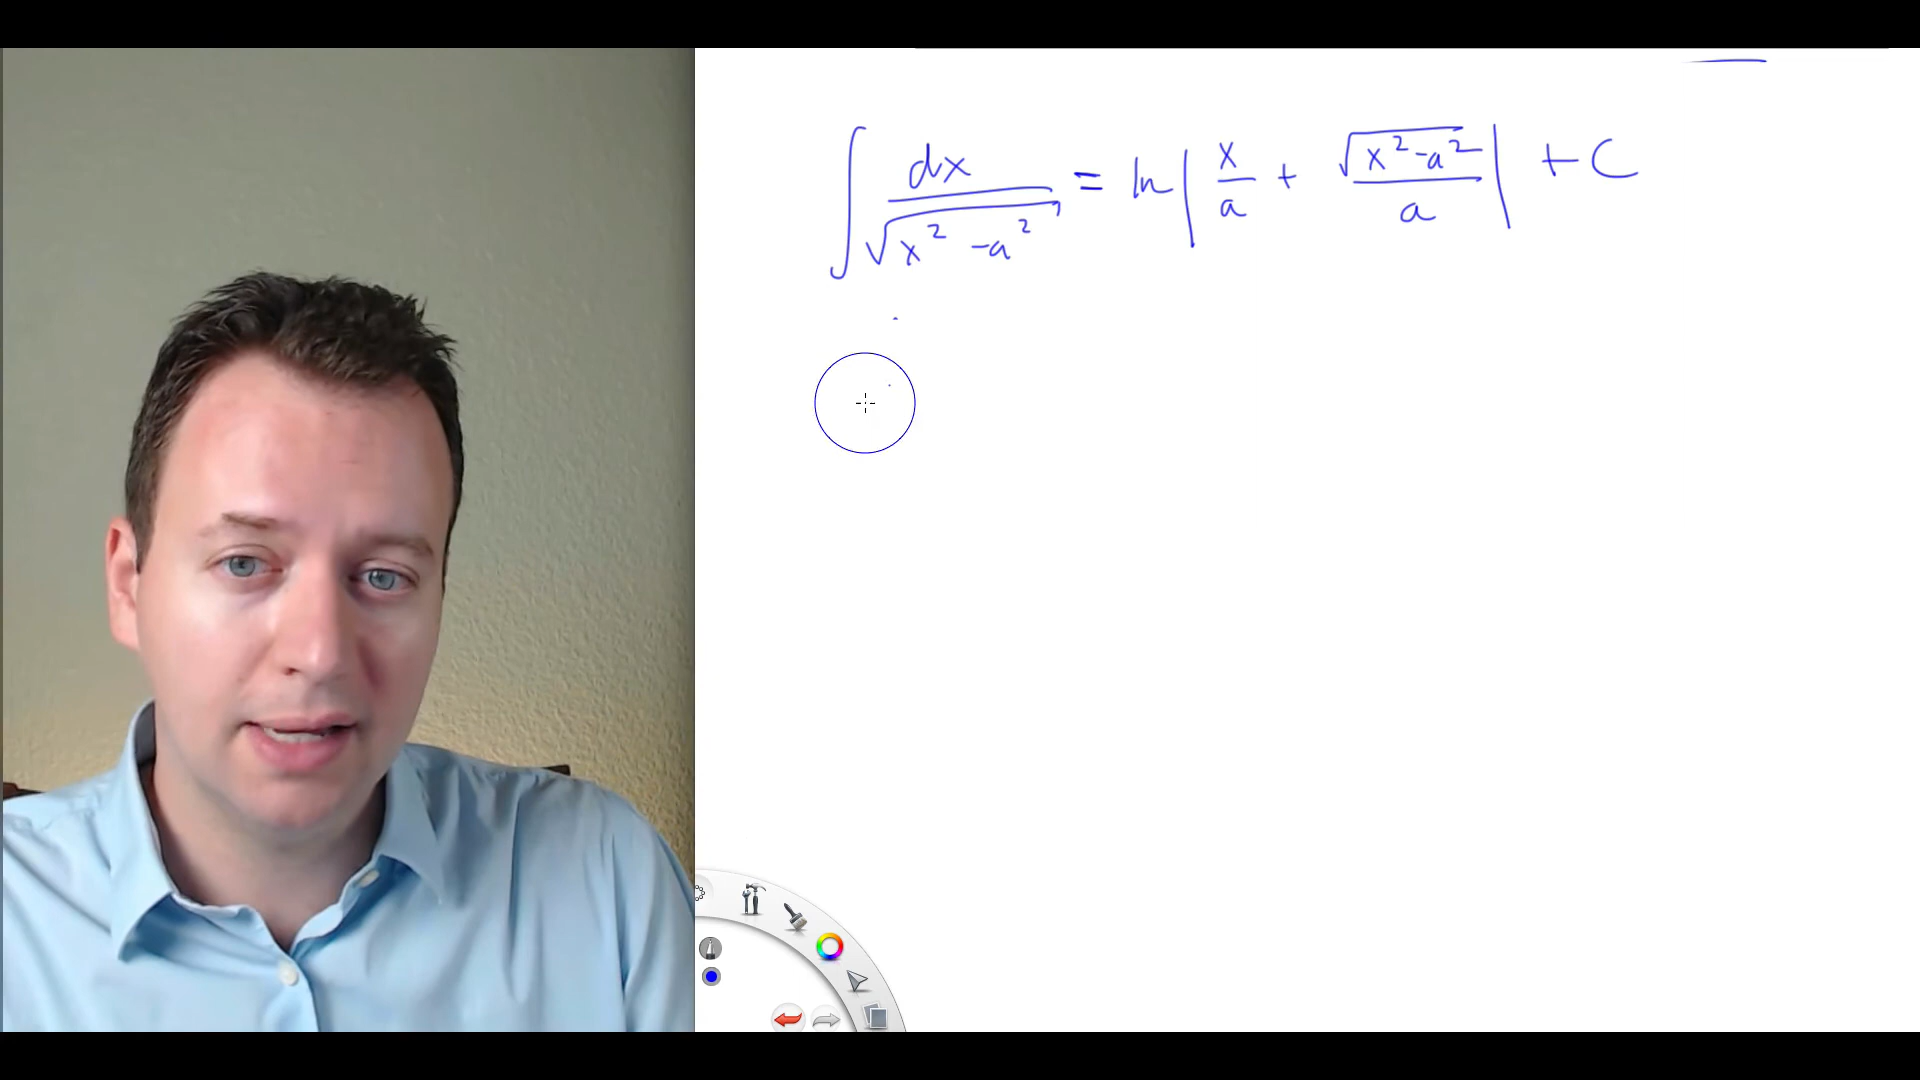 ∫ dx / √(x² - a²) = ln | x/a + √(x² - a²)/a | + C